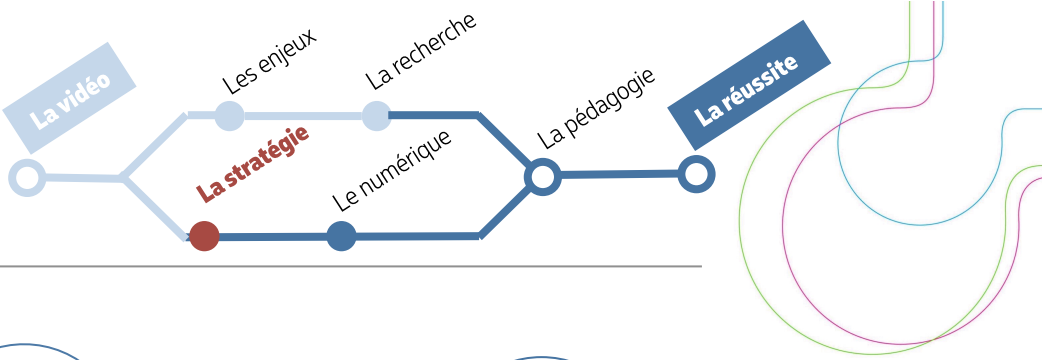 La vidéo
Les enjeux
La recherche
La stratégie
Le numérique
La pédagogie
La réussite